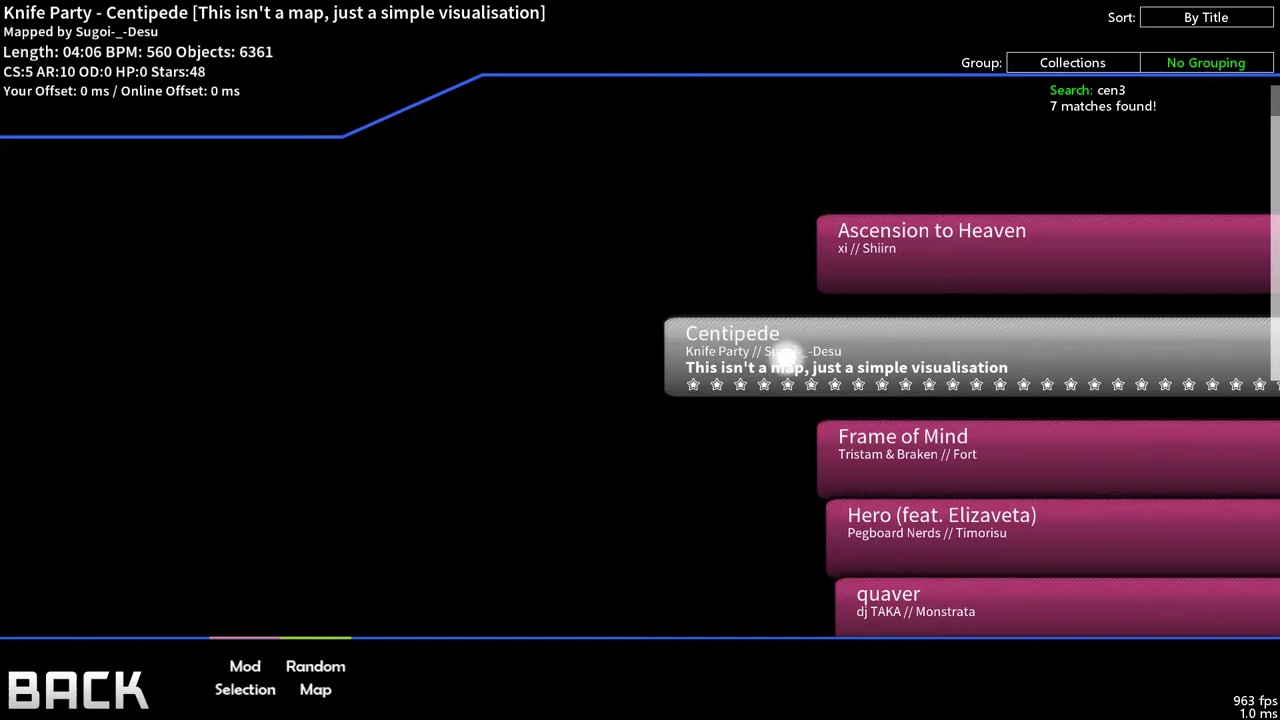 Knife Party - Centipede [This isn't a map, just a simple visualisation]
Mapped by Sugoi-_-Desu
Length: 04:06 BPM: 560 Objects: 6361
CS:5 AR:10 OD:0 HP:0 Stars:48
Your Offset: 0 ms / Online Offset: 0 ms
Sort: By Title
Group: Collections No Grouping
Search: cen3
7 matches found!
Ascension to Heaven
xi // Shiirn
Centipede
Knife Party // Sugoi-_-Desu
This isn't a map, just a simple visualisation
Frame of Mind
Tristam & Braken // Fort
Hero (feat. Elizaveta)
Pegboard Nerds // Timorisu
quaver
dj TAKA // Monstrata
BACK
Mod Selection
Random Map
963 fps
1.0 ms